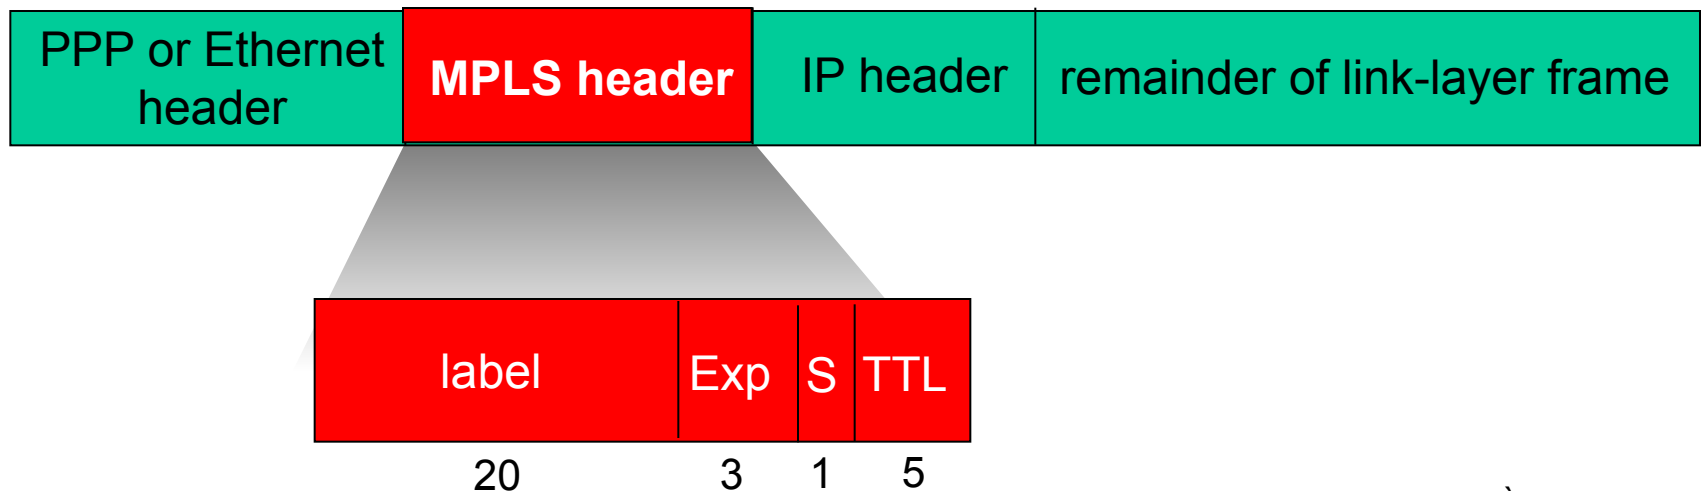 PPP or Ethernet
header
MPLS header
IP header
remainder of link-layer frame
label
Exp
S
TTL
20
3
1
5
`